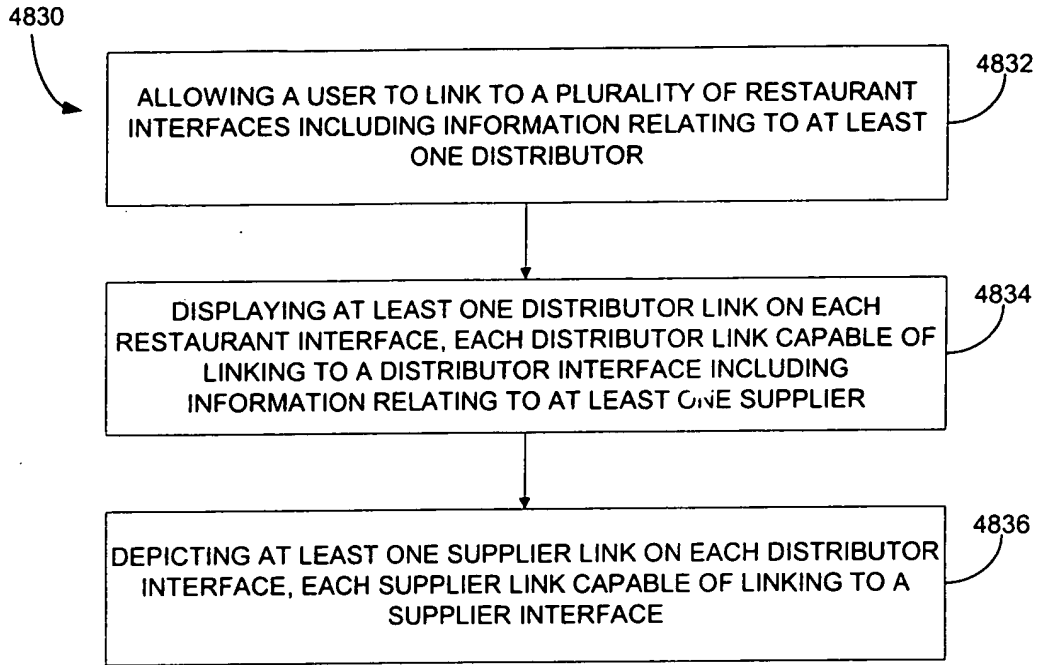 4830
4832
ALLOWING A USER TO LINK TO A PLURALITY OF RESTAURANT
INTERFACES INCLUDING INFORMATION RELATING TO AT LEAST
ONE DISTRIBUTOR
4834
DISPLAYING AT LEAST ONE DISTRIBUTOR LINK ON EACH
RESTAURANT INTERFACE, EACH DISTRIBUTOR LINK CAPABLE OF
LINKING TO A DISTRIBUTOR INTERFACE INCLUDING
INFORMATION RELATING TO AT LEAST ONE SUPPLIER
4836
DEPICTING AT LEAST ONE SUPPLIER LINK ON EACH DISTRIBUTOR
INTERFACE, EACH SUPPLIER LINK CAPABLE OF LINKING TO A
SUPPLIER INTERFACE